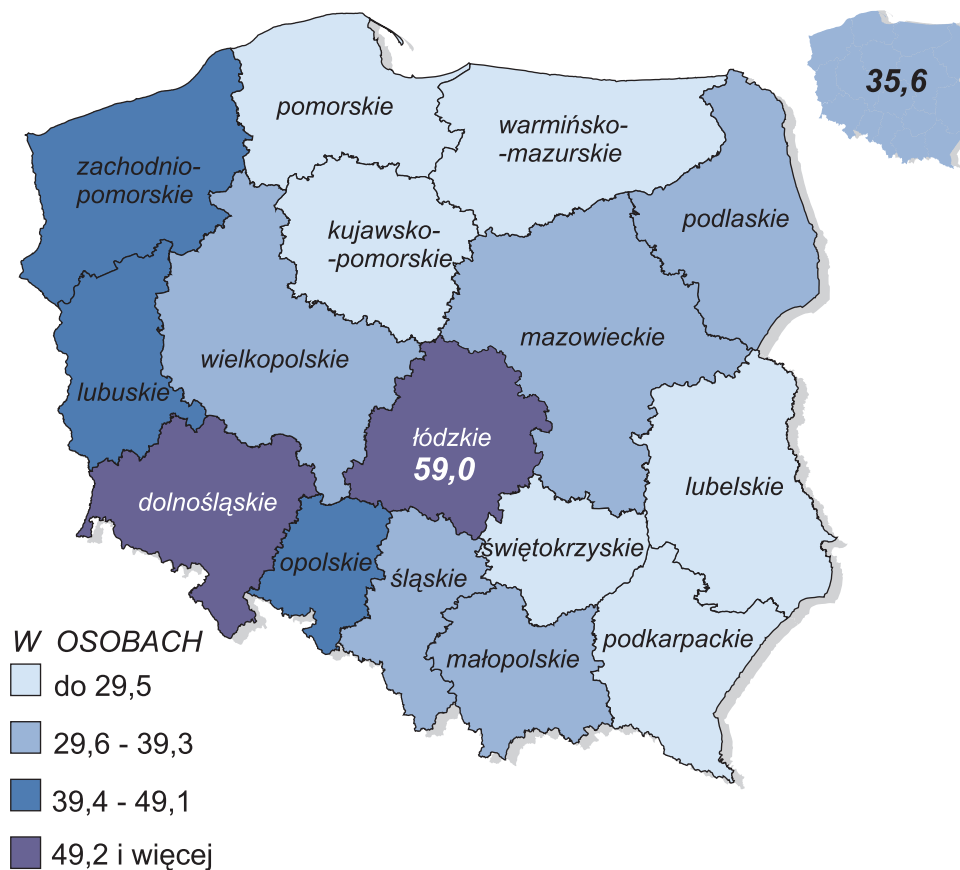 35,6
pomorskie
warmińsko-
-mazurskie
zachodnio-
pomorskie
podlaskie
kujawsko-
-pomorskie
mazowieckie
wielkopolskie
lubuskie
łódzkie
59,0
lubelskie
dolnośląskie
świętokrzyskie
opolskie
śląskie
podkarpackie
małopolskie
W OSOBACH
do 29,5
29,6 - 39,3
39,4 - 49,1
49,2 i więcej